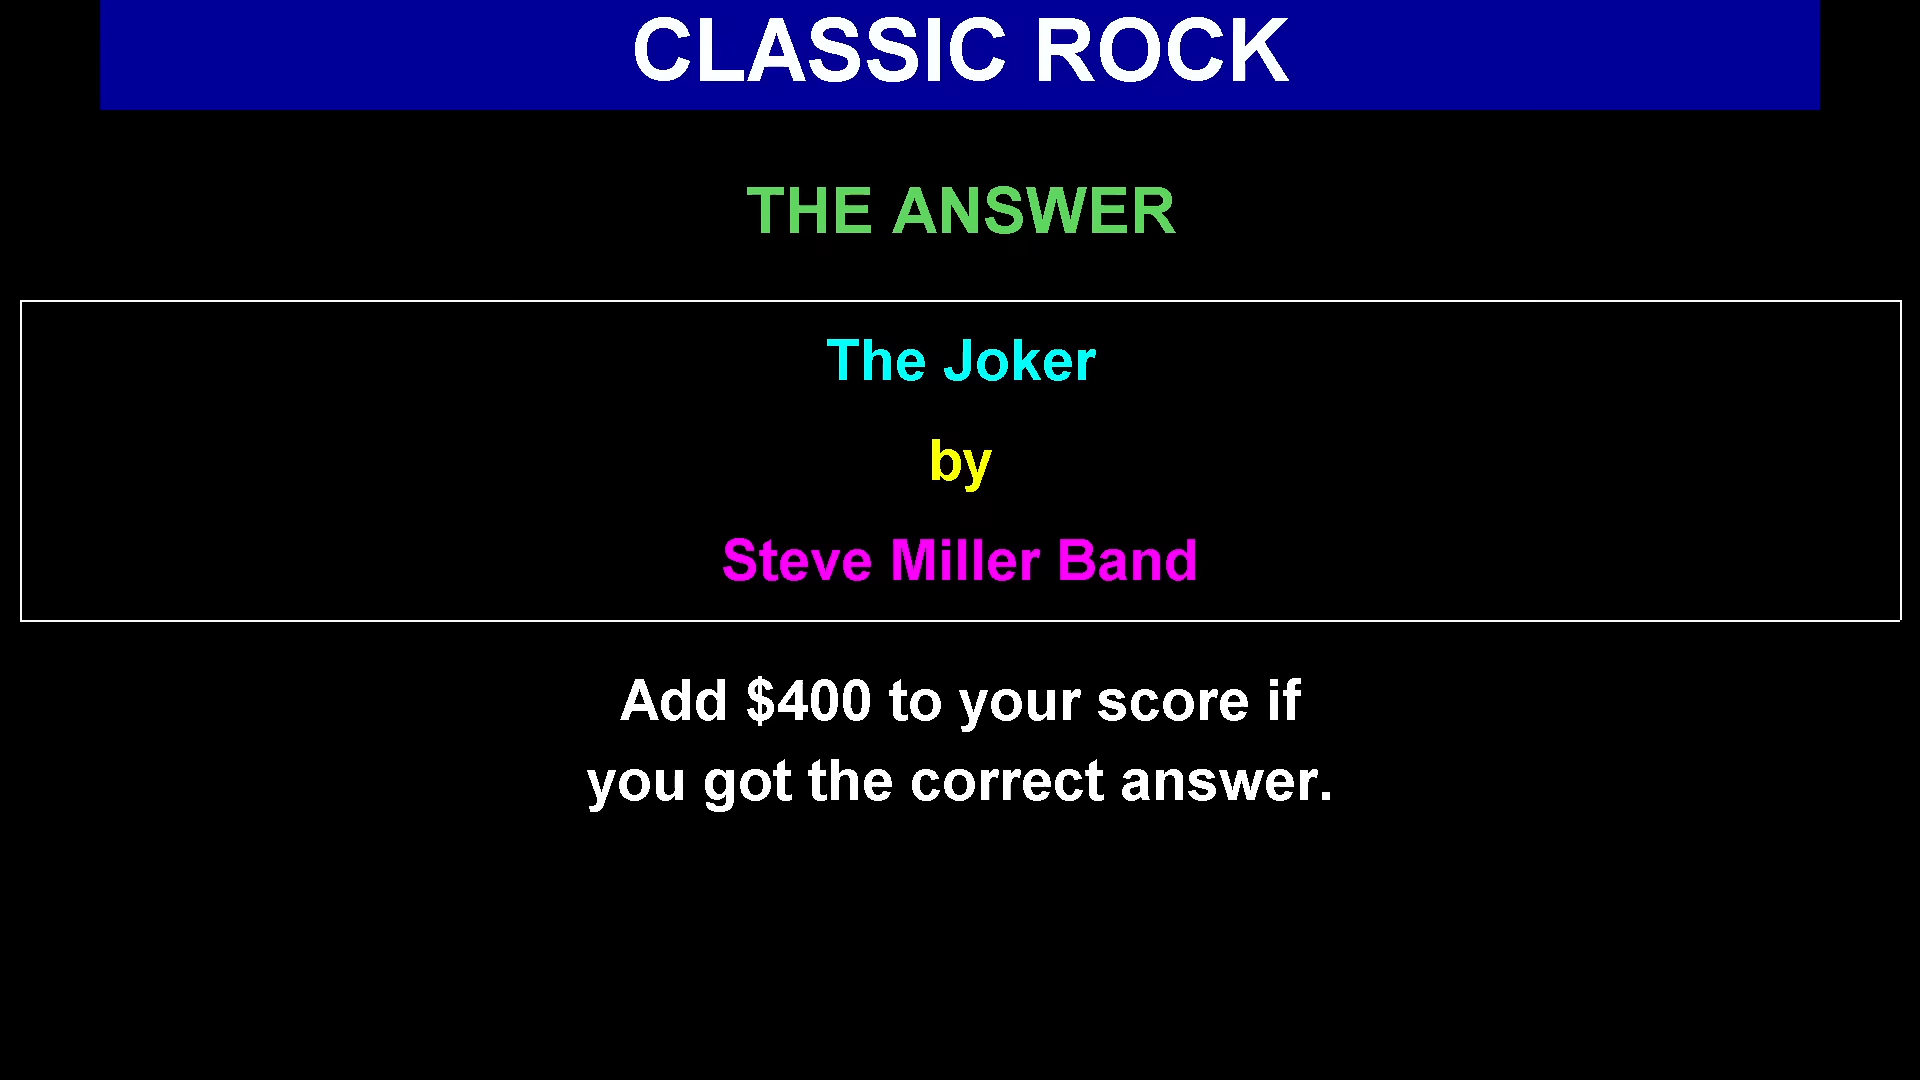 CLASSIC ROCK
THE ANSWER
The Joker
by
Steve Miller Band
Add $400 to your score if
you got the correct answer.